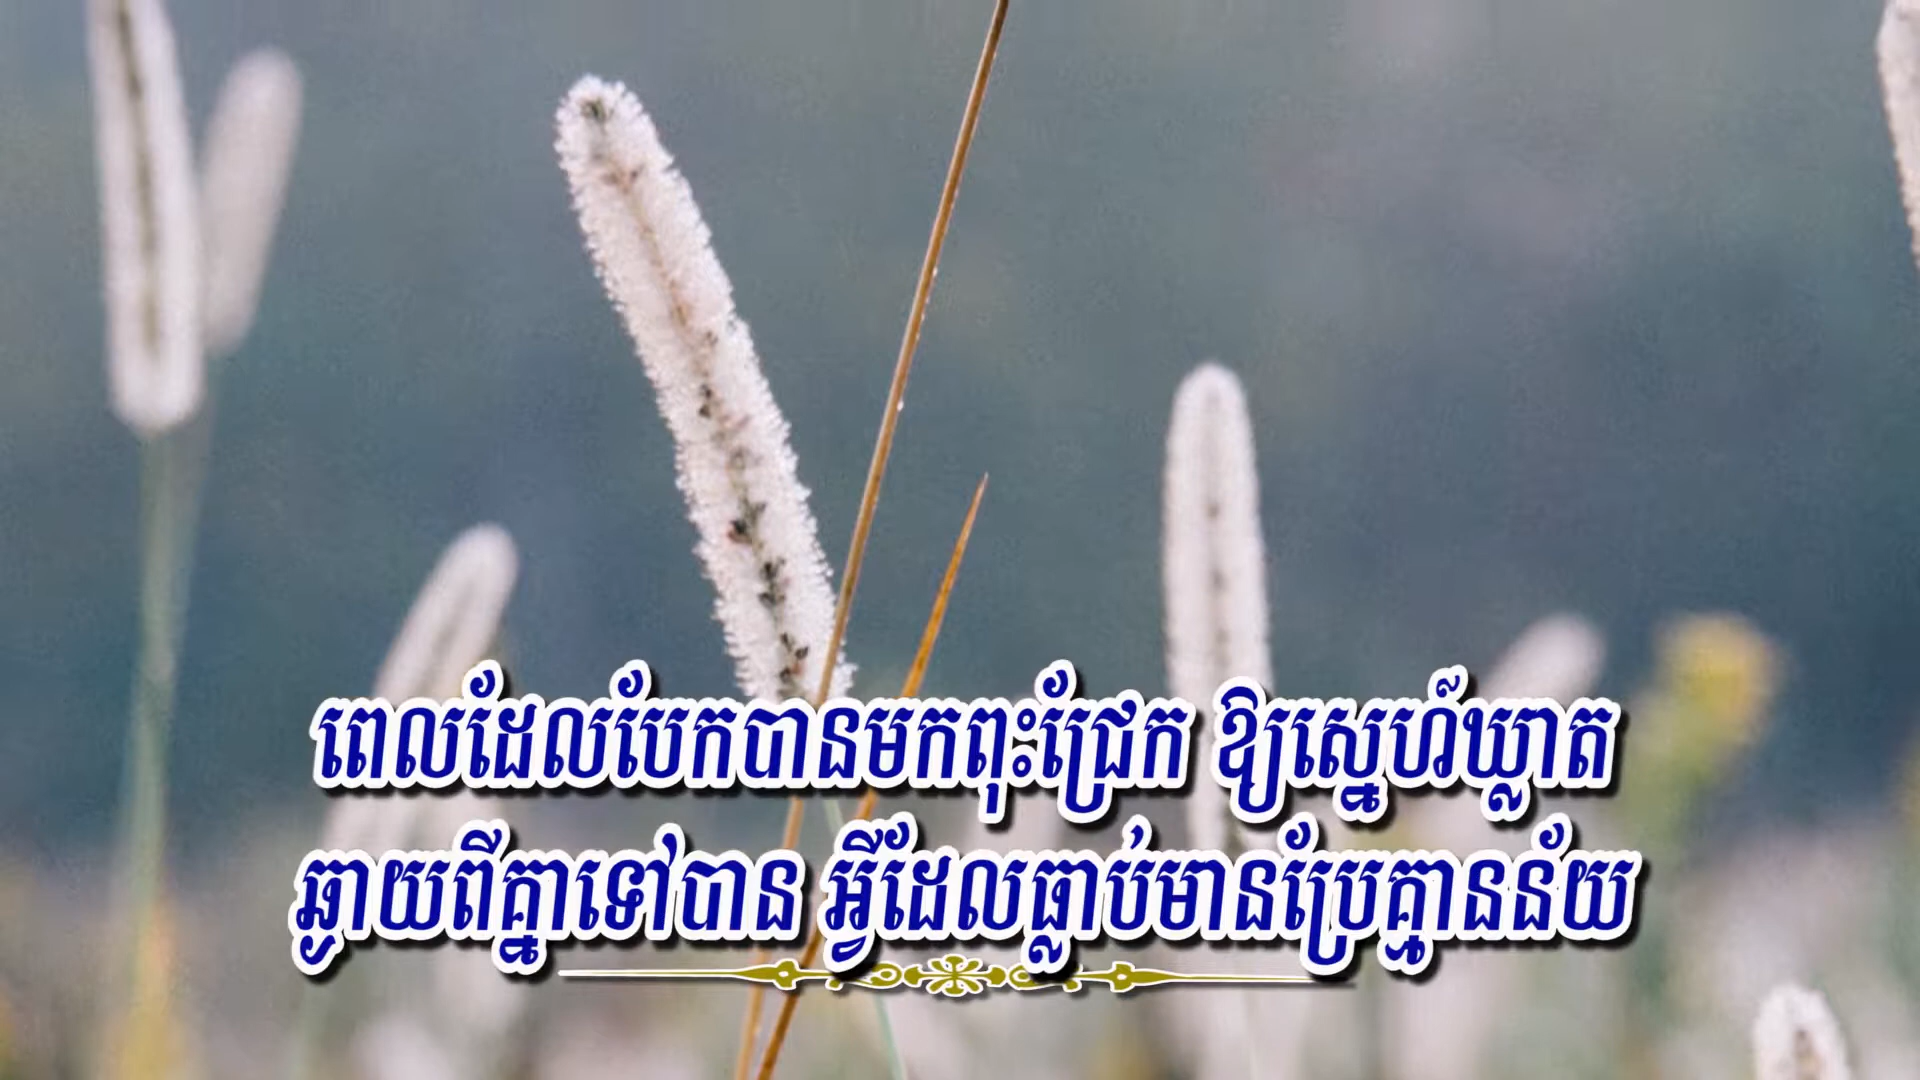 ពេលដែលបែកបានមកពុះជ្រែក ឱ្យស្នេហ៍ឃ្លាត
ឆ្ងាយពីគ្នាទៅបាន អ្វីដែលធ្លាប់មានប្រែគ្មានន័យ